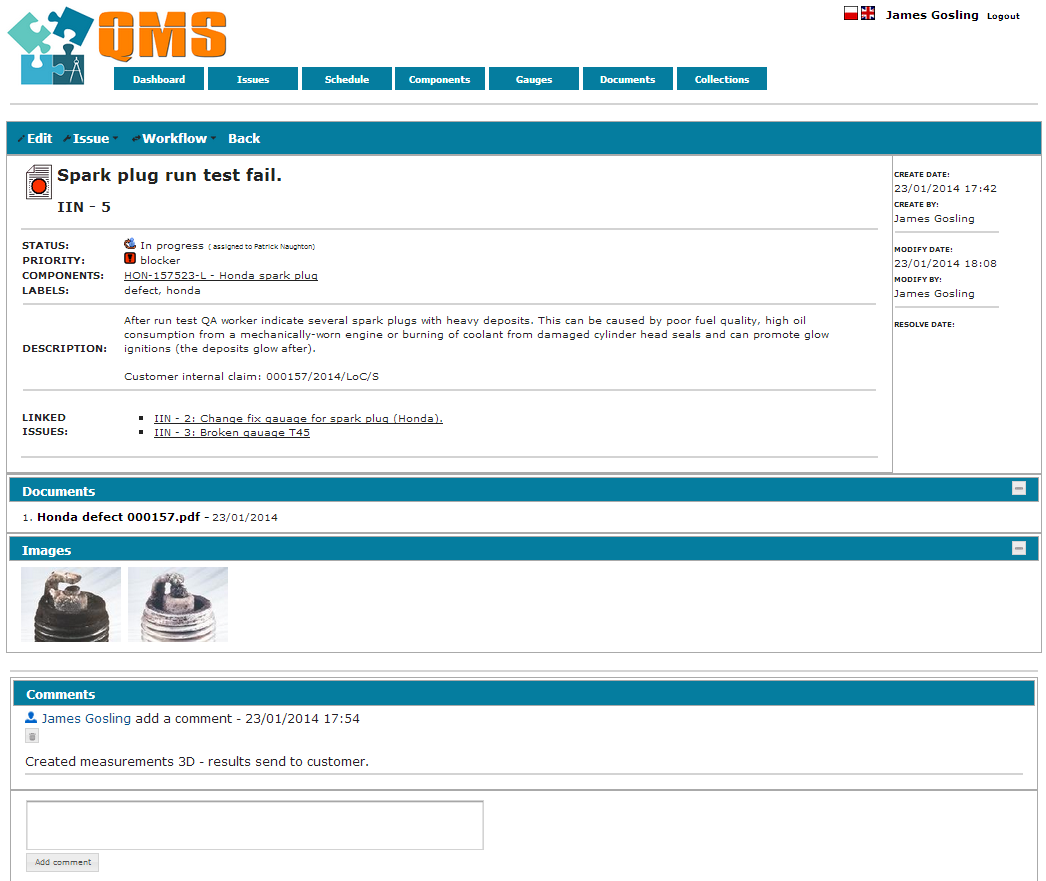 QMS
James Gosling Logout
Dashboard Issues Schedule Components Gauges Documents Collections
Edit Issue Workflow Back
Spark plug run test fail.
IIN - 5
STATUS: In progress ( assigned to Patrick Naughton)
PRIORITY: blocker
COMPONENTS: HON-157523-L - Honda spark plug
LABELS: defect, honda
DESCRIPTION:
After run test QA worker indicate several spark plugs with heavy deposits. This can be caused by poor fuel quality, high oil
consumption from a mechanically-worn engine or burning of coolant from damaged cylinder head seals and can promote glow
ignitions (the deposits glow after).
Customer internal claim: 000157/2014/LoC/S
LINKED
ISSUES:
IIN - 2: Change fix gauage for spark plug (Honda).
IIN - 3: Broken gauage T45
CREATE DATE:
23/01/2014 17:42
CREATE BY:
James Gosling
MODIFY DATE:
23/01/2014 18:08
MODIFY BY:
James Gosling
RESOLVE DATE:
Documents
1. Honda defect 000157.pdf - 23/01/2014
Images
Comments
James Gosling add a comment - 23/01/2014 17:54
Created measurements 3D - results send to customer.
Add comment